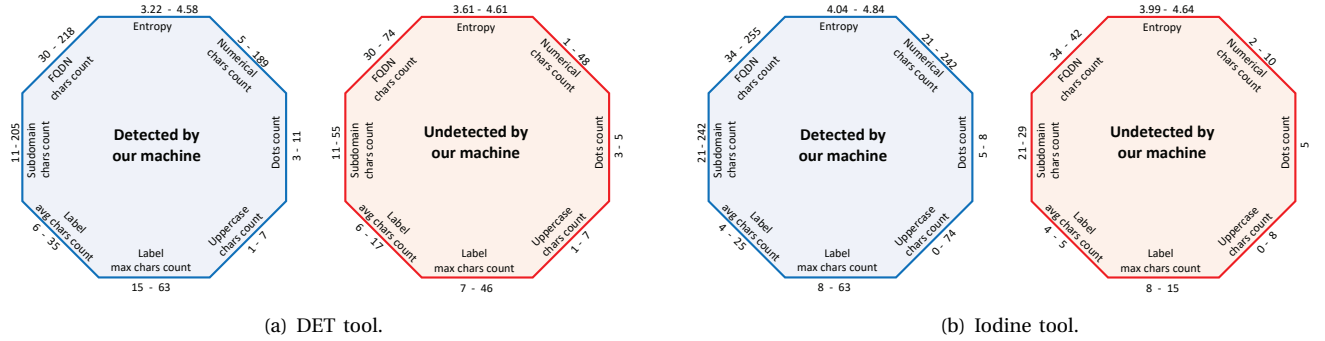 3.22 - 4.58
Entropy
5 - 189
Numerical
chars count
Dots count
3 - 11
Uppercase
chars count
1 - 7
Label
max chars count
15 - 63
Label
avg chars count
6 - 35
Subdomain
chars count
11 - 205
FQDN
chars count
30 - 218
Detected by
our machine
3.61 - 4.61
Entropy
1 - 48
Numerical
chars count
Dots count
3 - 5
Uppercase
chars count
1 - 7
Label
max chars count
7 - 46
Label
avg chars count
6 - 17
Subdomain
chars count
11 - 55
FQDN
chars count
30 - 74
Undetected by
our machine
(a) DET tool.
4.04 - 4.84
Entropy
21 - 242
Numerical
chars count
Dots count
5 - 8
Uppercase
chars count
0 - 74
Label
max chars count
8 - 63
Label
avg chars count
4 - 25
Subdomain
chars count
21 - 242
FQDN
chars count
34 - 255
Detected by
our machine
3.99 - 4.64
Entropy
2 - 10
Numerical
chars count
Dots count
5
Uppercase
chars count
0 - 8
Label
max chars count
8 - 15
Label
avg chars count
4 - 5
Subdomain
chars count
21 - 29
FQDN
chars count
34 - 42
Undetected by
our machine
(b) Iodine tool.